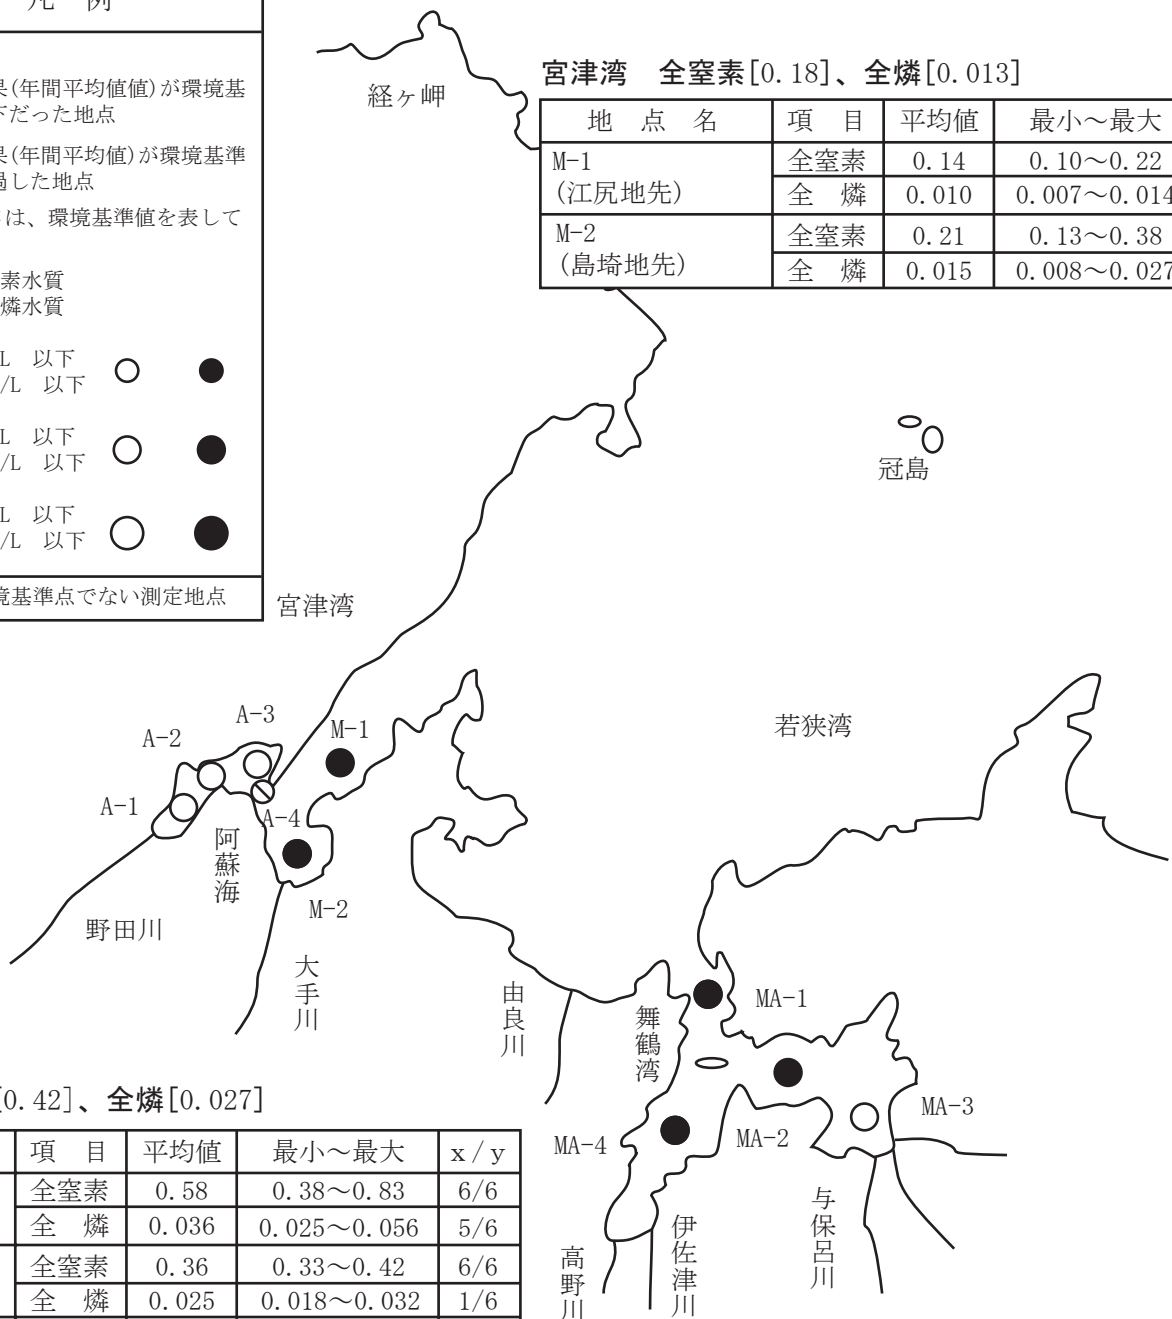 凡 例
果(年間平均値値)が環境基
下だった地点
果(年間平均値)が環境基準
過した地点
は、環境基準値を表して
素水質
燐水質
L 以下
/L 以下
L 以下
/L 以下
L 以下
/L 以下
境基準点でない測定地点
経ヶ岬
宮津湾 全窒素[0.18]、全燐[0.013]
地 点 名 項 目 平均値 最小～最大
M-1 全窒素 0.14 0.10～0.22
(江尻地先) 全 燐 0.010 0.007～0.014
M-2 全窒素 0.21 0.13～0.38
(島埼地先) 全 燐 0.015 0.008～0.027
冠島
宮津湾
若狭湾
A-3
M-1
A-2
A-1
A-4
阿蘇海
M-2
野田川
大手川
由良川
舞鶴湾
MA-1
MA-3
MA-2
MA-4
与保呂川
伊佐津川
高野川
[0.42]、全燐[0.027]
項 目 平均値 最小～最大 x/y
全窒素 0.58 0.38～0.83 6/6
全 燐 0.036 0.025～0.056 5/6
全窒素 0.36 0.33～0.42 6/6
全 燐 0.025 0.018～0.032 1/6